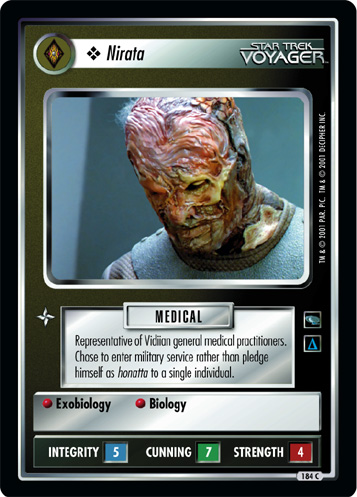 ❖ Nirata
STAR TREK
VOYAGER™
TM & © 2001 PAR. PIC. TM & © 2001 DECIPHER INC.
MEDICAL
Representative of Vidiian general medical practitioners.
Chose to enter military service rather than pledge
himself as honatta to a single individual.
Exobiology Biology
INTEGRITY 5 CUNNING 7 STRENGTH 4
184 C